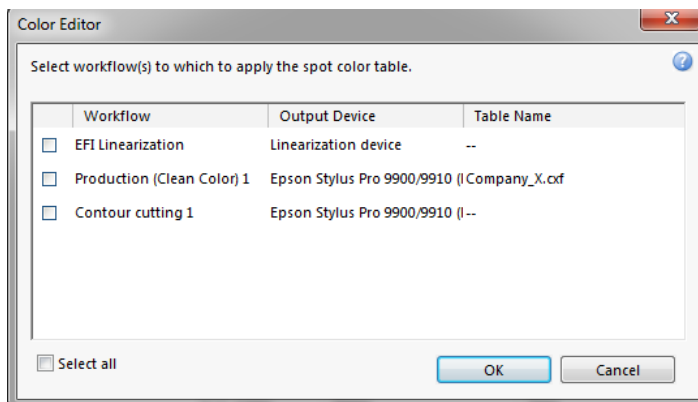 Color Editor
Select workflow(s) to which to apply the spot color table.
Workflow Output Device Table Name
EFI Linearization Linearization device --
Production (Clean Color) 1 Epson Stylus Pro 9900/9910 (I Company_X.cxf
Contour cutting 1 Epson Stylus Pro 9900/9910 (I --
Select all OK Cancel